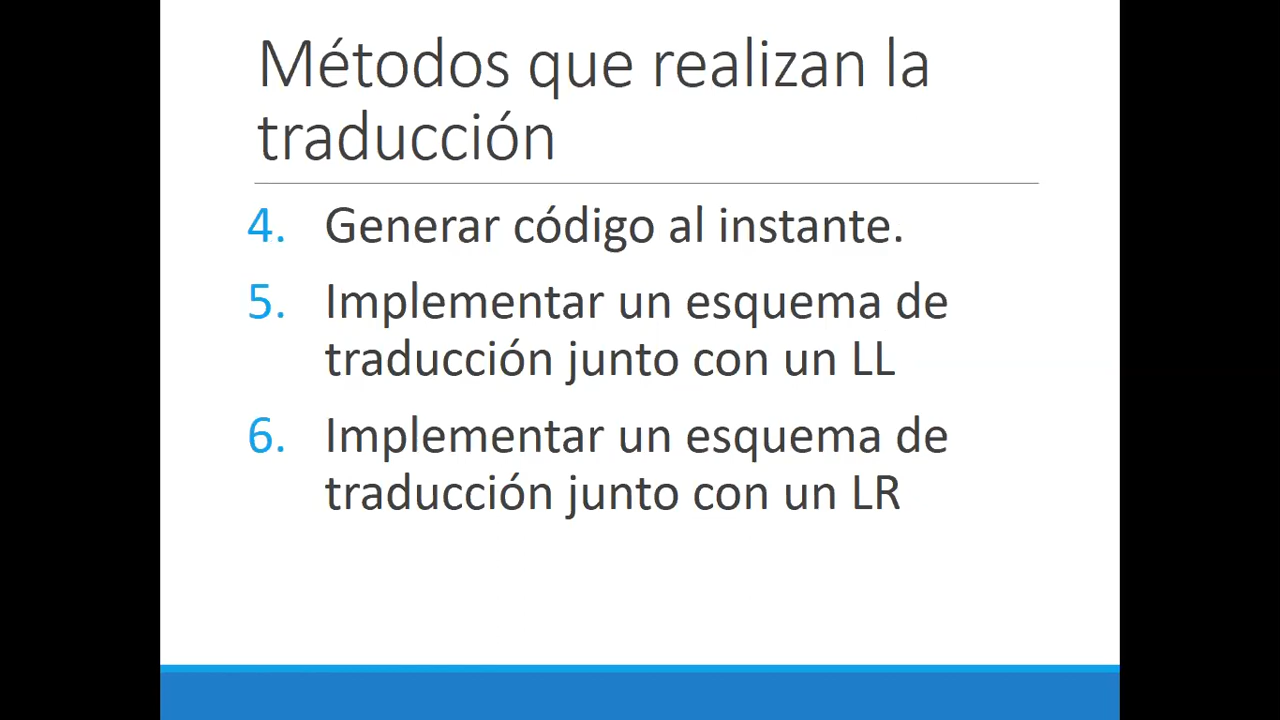 Métodos que realizan la
traducción
4. Generar código al instante.
5. Implementar un esquema de
traducción junto con un LL
6. Implementar un esquema de
traducción junto con un LR